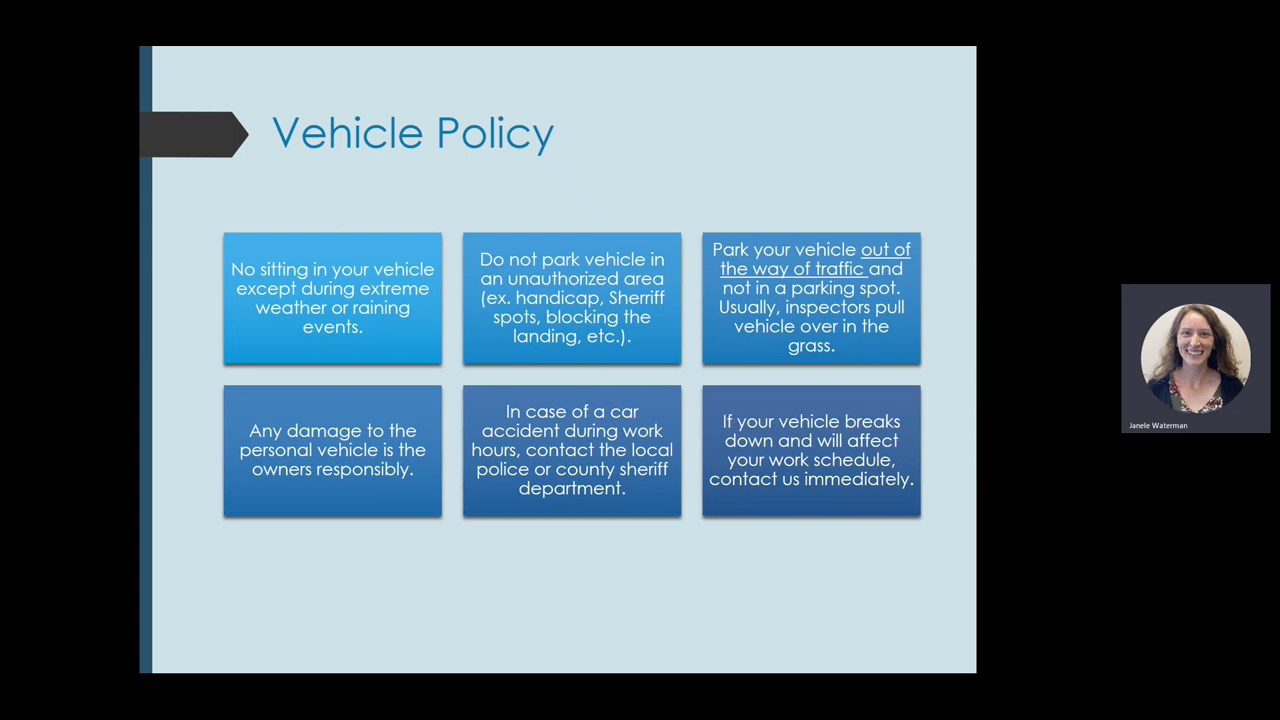 Vehicle Policy
No sitting in your vehicle
except during extreme
weather or raining
events.
Do not park vehicle in
an unauthorized area
(ex. handicap, Sherriff
spots, blocking the
landing, etc.).
Park your vehicle out of
the way of traffic and
not in a parking spot.
Usually, inspectors pull
vehicle over in the
grass.
Any damage to the
personal vehicle is the
owners responsibly.
In case of a car
accident during work
hours, contact the local
police or county sheriff
department.
If your vehicle breaks
down and will affect
your work schedule,
contact us immediately.
Janele Waterman